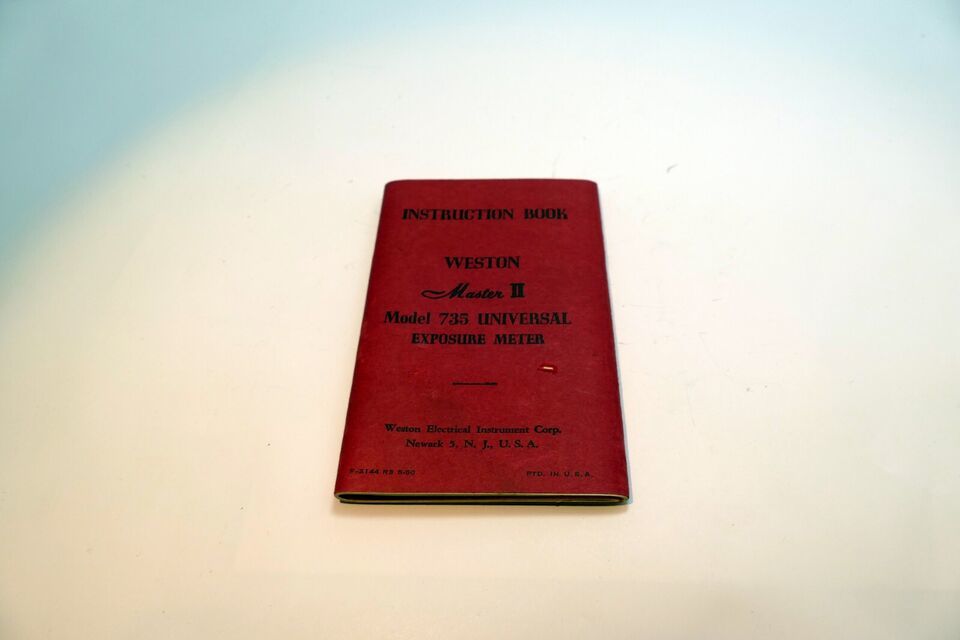 INSTRUCTION BOOK
WESTON
Master II
Model 735 UNIVERSAL
EXPOSURE METER
Weston Electrical Instrument Corp.
Newark 5, N. J., U. S. A.
PTD. IN U. S. A.